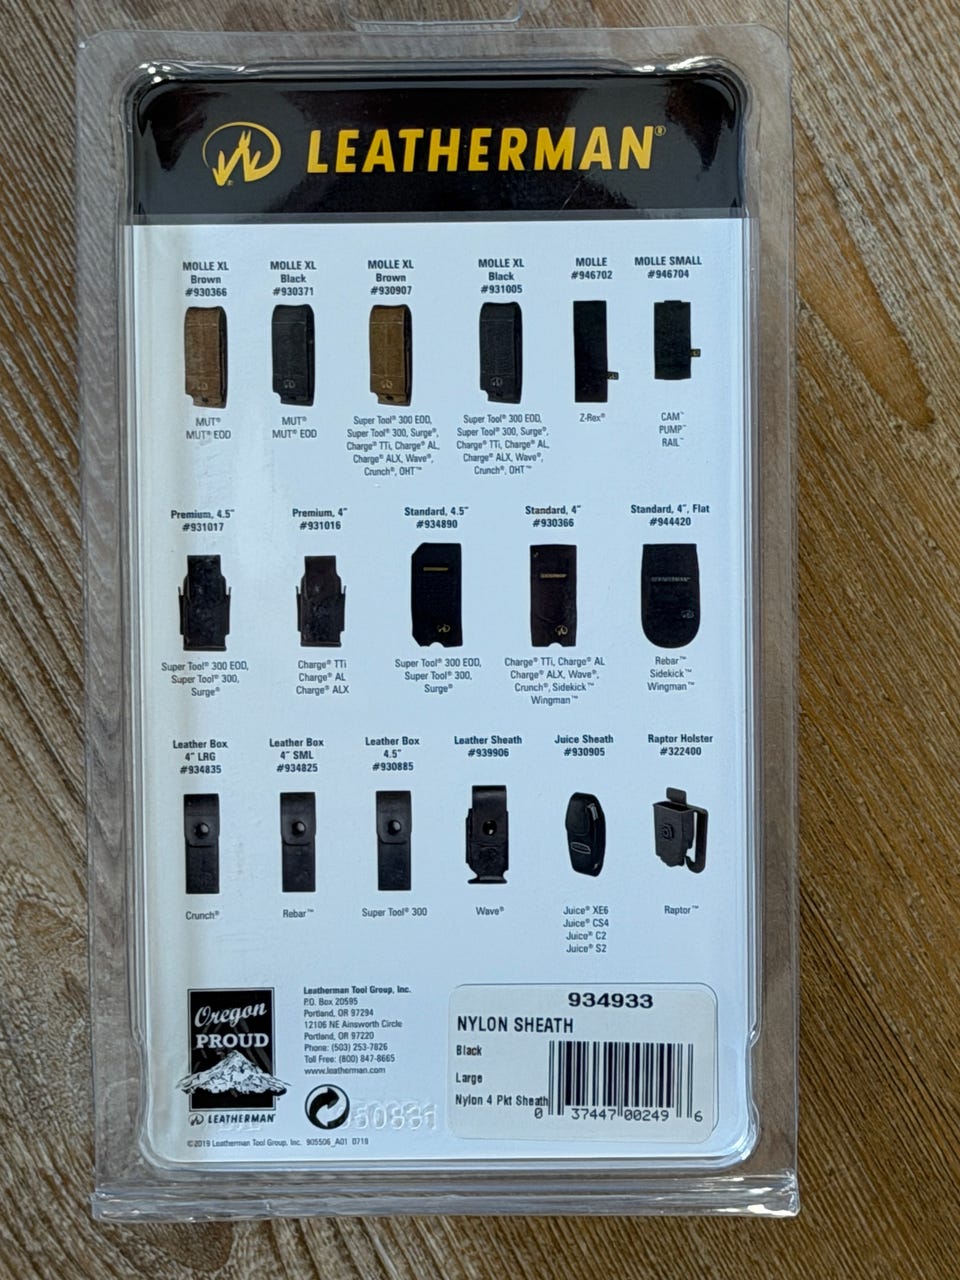 LEATHERMAN®
MOLLE XL
Brown
#930366
MUT®
MUT® EOD
MOLLE XL
Black
#930371
MUT®
MUT® EOD
MOLLE XL
Brown
#930907
Super Tool® 300 EOD,
Super Tool® 300, Surge®,
Charge® TTi, Charge® AL,
Charge® ALX, Wave®,
Crunch®, OHT™
MOLLE XL
Black
#931005
Super Tool® 300 EOD,
Super Tool® 300, Surge®,
Charge® TTi, Charge® AL,
Charge® ALX, Wave®,
Crunch®, OHT™
MOLLE
#946702
Z-Rex®
MOLLE SMALL
#946704
CAM™
PUMP™
RAIL™
Premium, 4.5"
#931017
Super Tool® 300 EOD,
Super Tool® 300,
Surge®
Premium, 4"
#931016
Charge® TTi
Charge® AL
Charge® ALX
Standard, 4.5"
#934890
Super Tool® 300 EOD,
Super Tool® 300,
Surge®
Standard, 4"
#930366
Charge® TTi, Charge® AL
Charge® ALX, Wave®,
Crunch®, Sidekick™
Wingman™
Standard, 4", Flat
#944420
LEATHERMAN
Rebar™
Sidekick™
Wingman™
Leather Box
4" LRG
#934835
Crunch®
Leather Box
4" SML
#934825
Rebar™
Leather Box
4.5"
#930885
Super Tool® 300
Leather Sheath
#939906
Wave®
Juice Sheath
#930905
Juice® XE6
Juice® CS4
Juice® C2
Juice® S2
Raptor Holster
#322400
Raptor™
Oregon
PROUD
LEATHERMAN
Leatherman Tool Group, Inc.
P.O. Box 20595
Portland, OR 97294
12106 NE Ainsworth Circle
Portland, OR 97220
Phone: (503) 253-7826
Toll Free: (800) 847-8665
www.leatherman.com
©2019 Leatherman Tool Group, Inc. 905506_A01 0719
934933
NYLON SHEATH
Black
Large
Nylon 4 Pkt Sheath
0 37447 00249 6